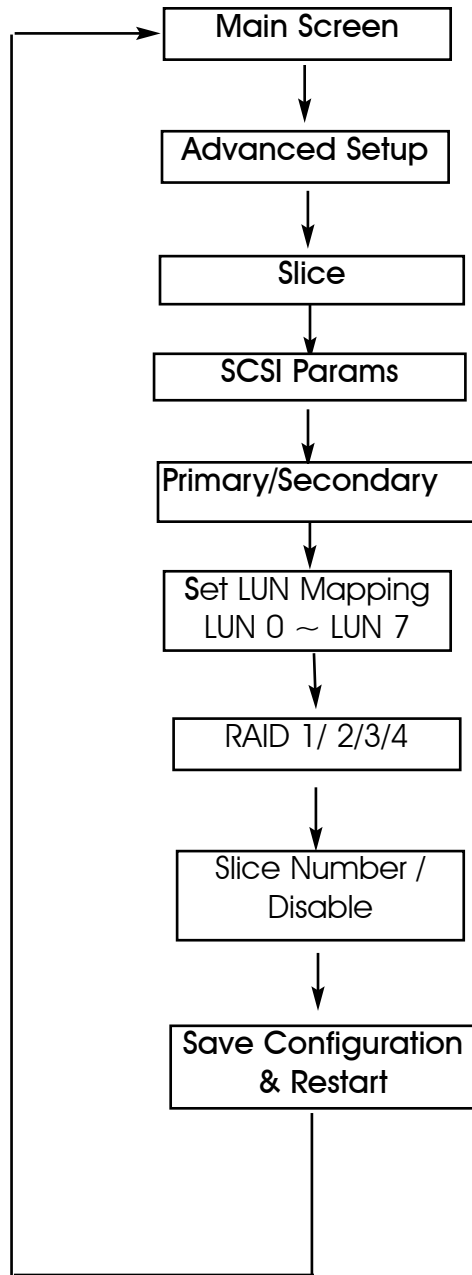 Main Screen
Advanced Setup
Slice
SCSI Params
Primary/Secondary
Set LUN Mapping
LUN 0 ~ LUN 7
RAID 1/ 2/3/4
Slice Number /
Disable
Save Configuration
& Restart